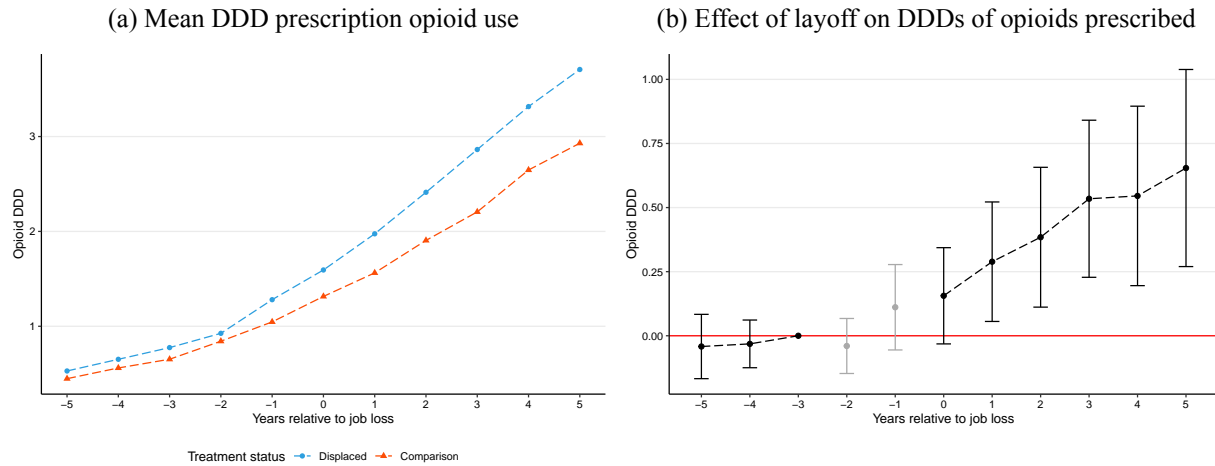 (a) Mean DDD prescription opioid use
3
2
1
Opioid DDD
−5 −4 −3 −2 −1 0 1 2 3 4 5
Years relative to job loss
Treatment status Displaced Comparison
(b) Effect of layoff on DDDs of opioids prescribed
1.00
0.75
0.50
0.25
0.00
Opioid DDD
−5 −4 −3 −2 −1 0 1 2 3 4 5
Years relative to job loss